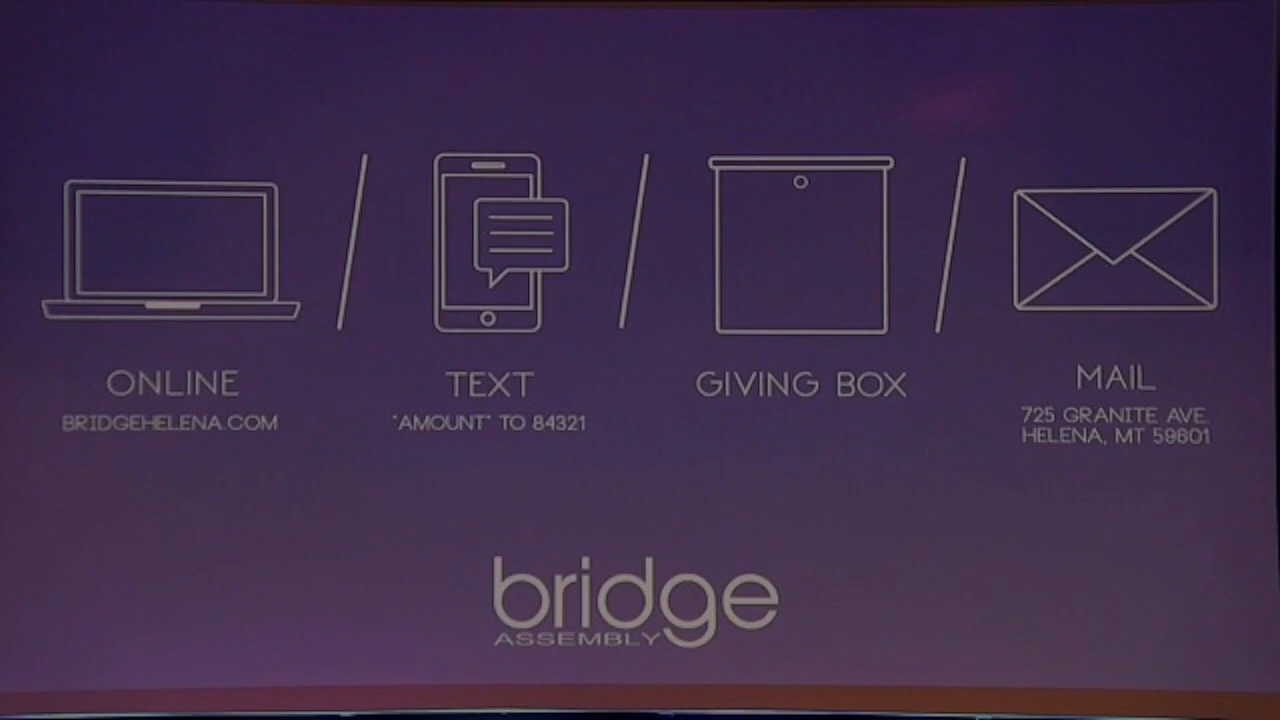 ONLINE
BRIDGEHELENA.COM
TEXT
"AMOUNT" TO 84321
GIVING BOX
MAIL
725 GRANITE AVE.
HELENA, MT 59601
bridge
ASSEMBLY